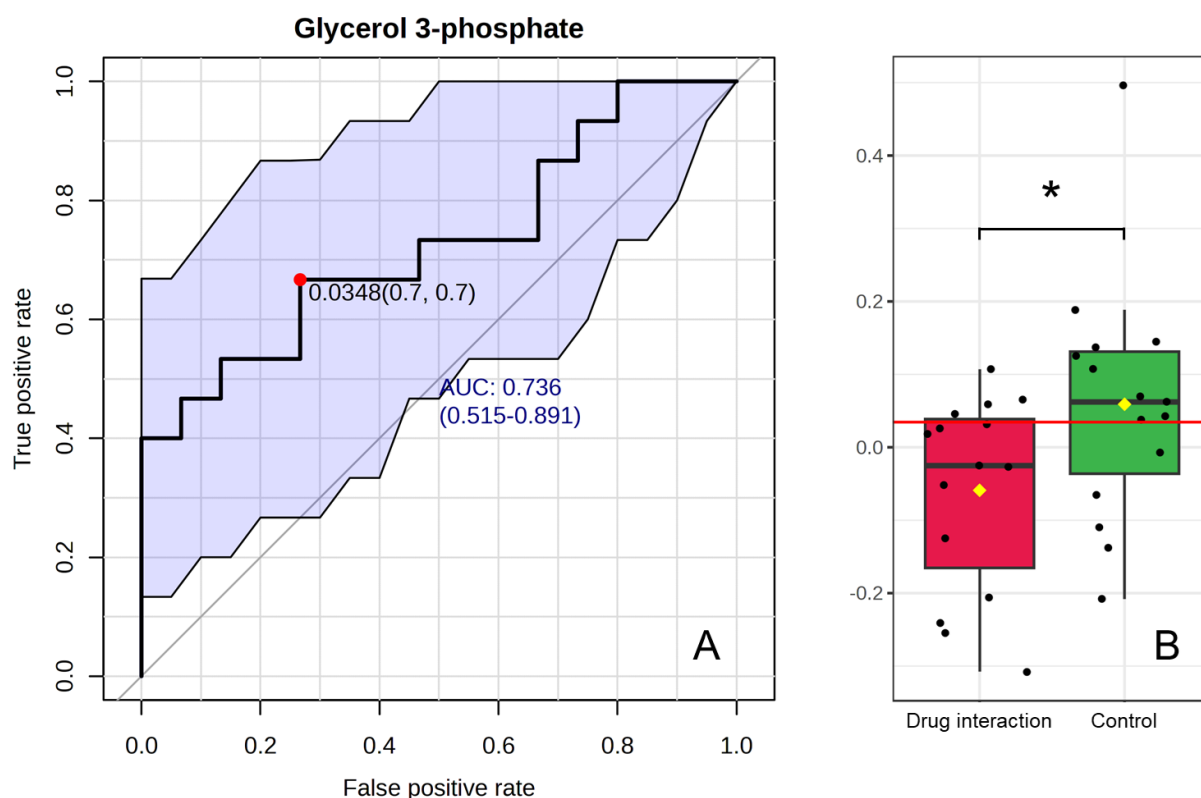 Glycerol 3-phosphate
True positive rate
1.0
0.8
0.6
0.4
0.2
0.0
0.0348(0.7, 0.7)
AUC: 0.736
(0.515-0.891)
A
0.0 0.2 0.4 0.6 0.8 1.0
False positive rate
0.4
0.2
0.0
-0.2
*
B
Drug interaction Control